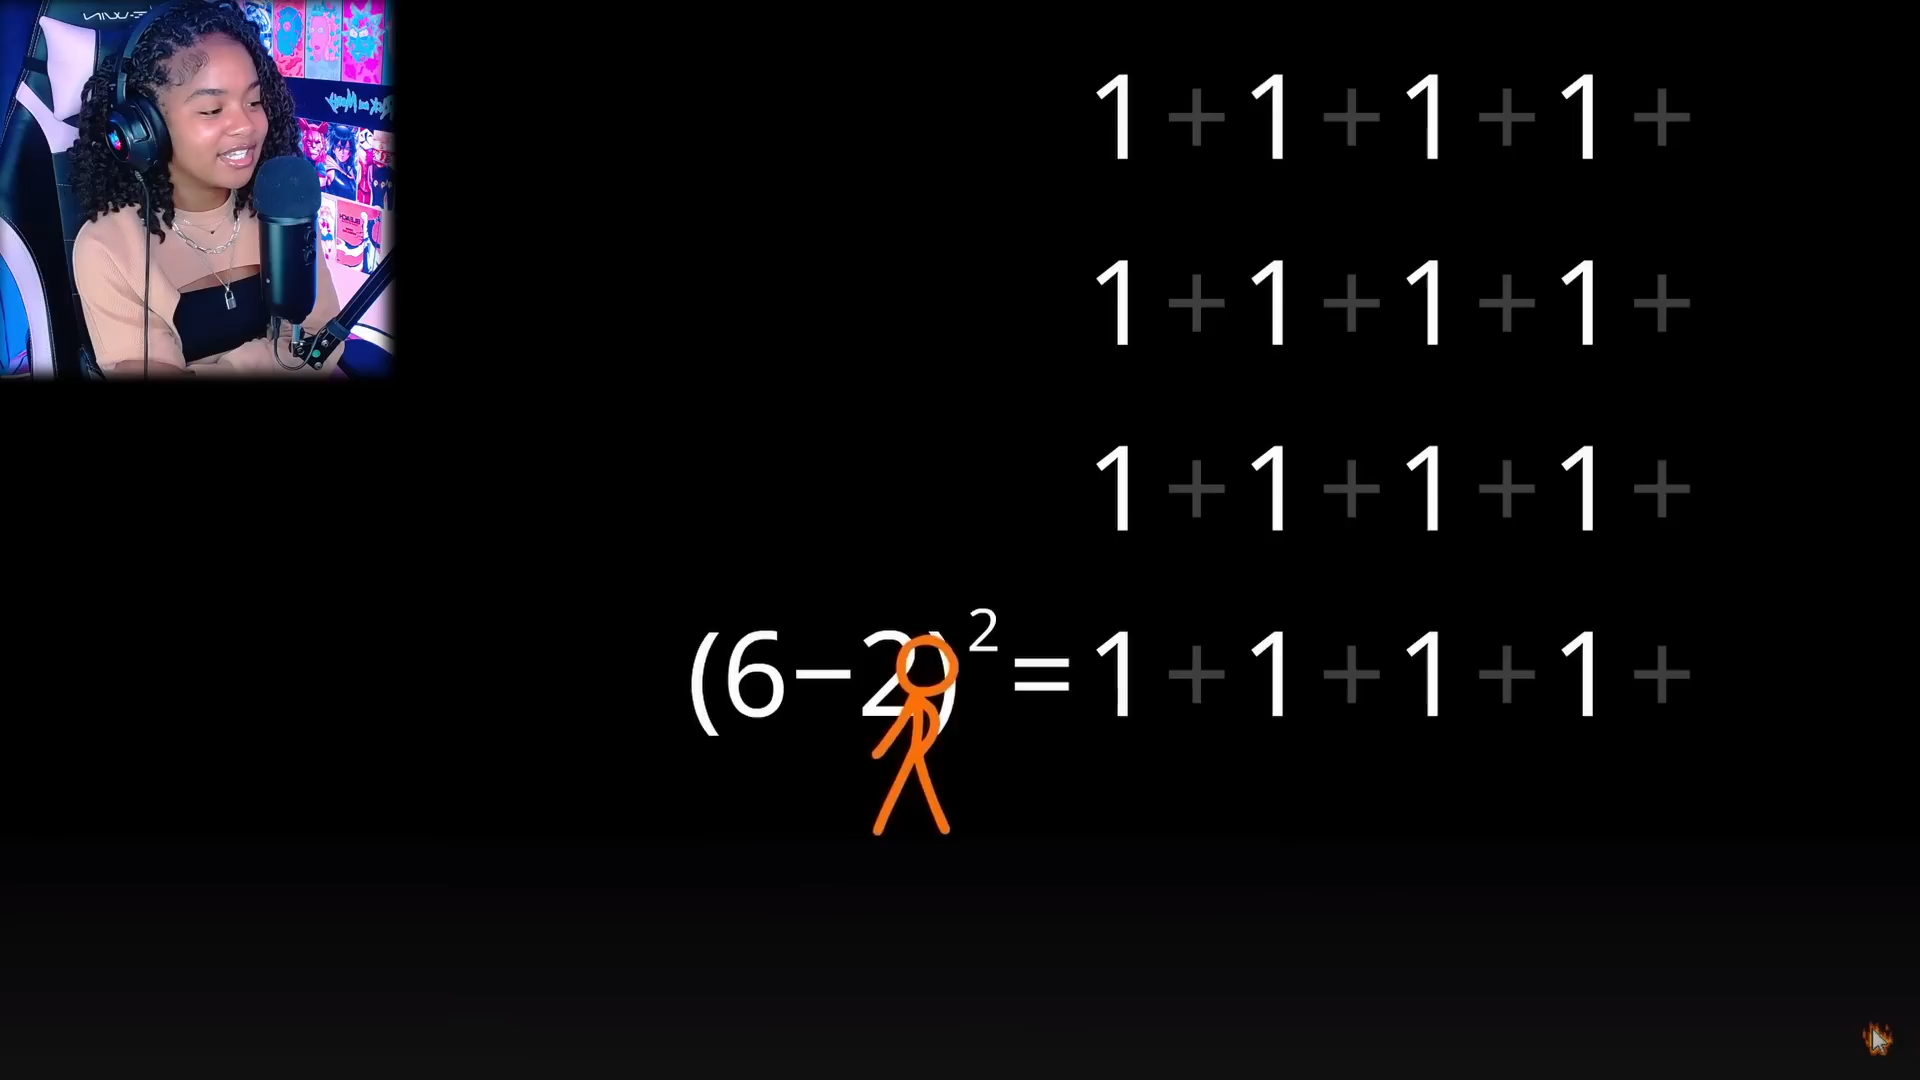 1 + 1 + 1 + 1 +
1 + 1 + 1 + 1 +
1 + 1 + 1 + 1 +
(6−2)² = 1 + 1 + 1 + 1 +